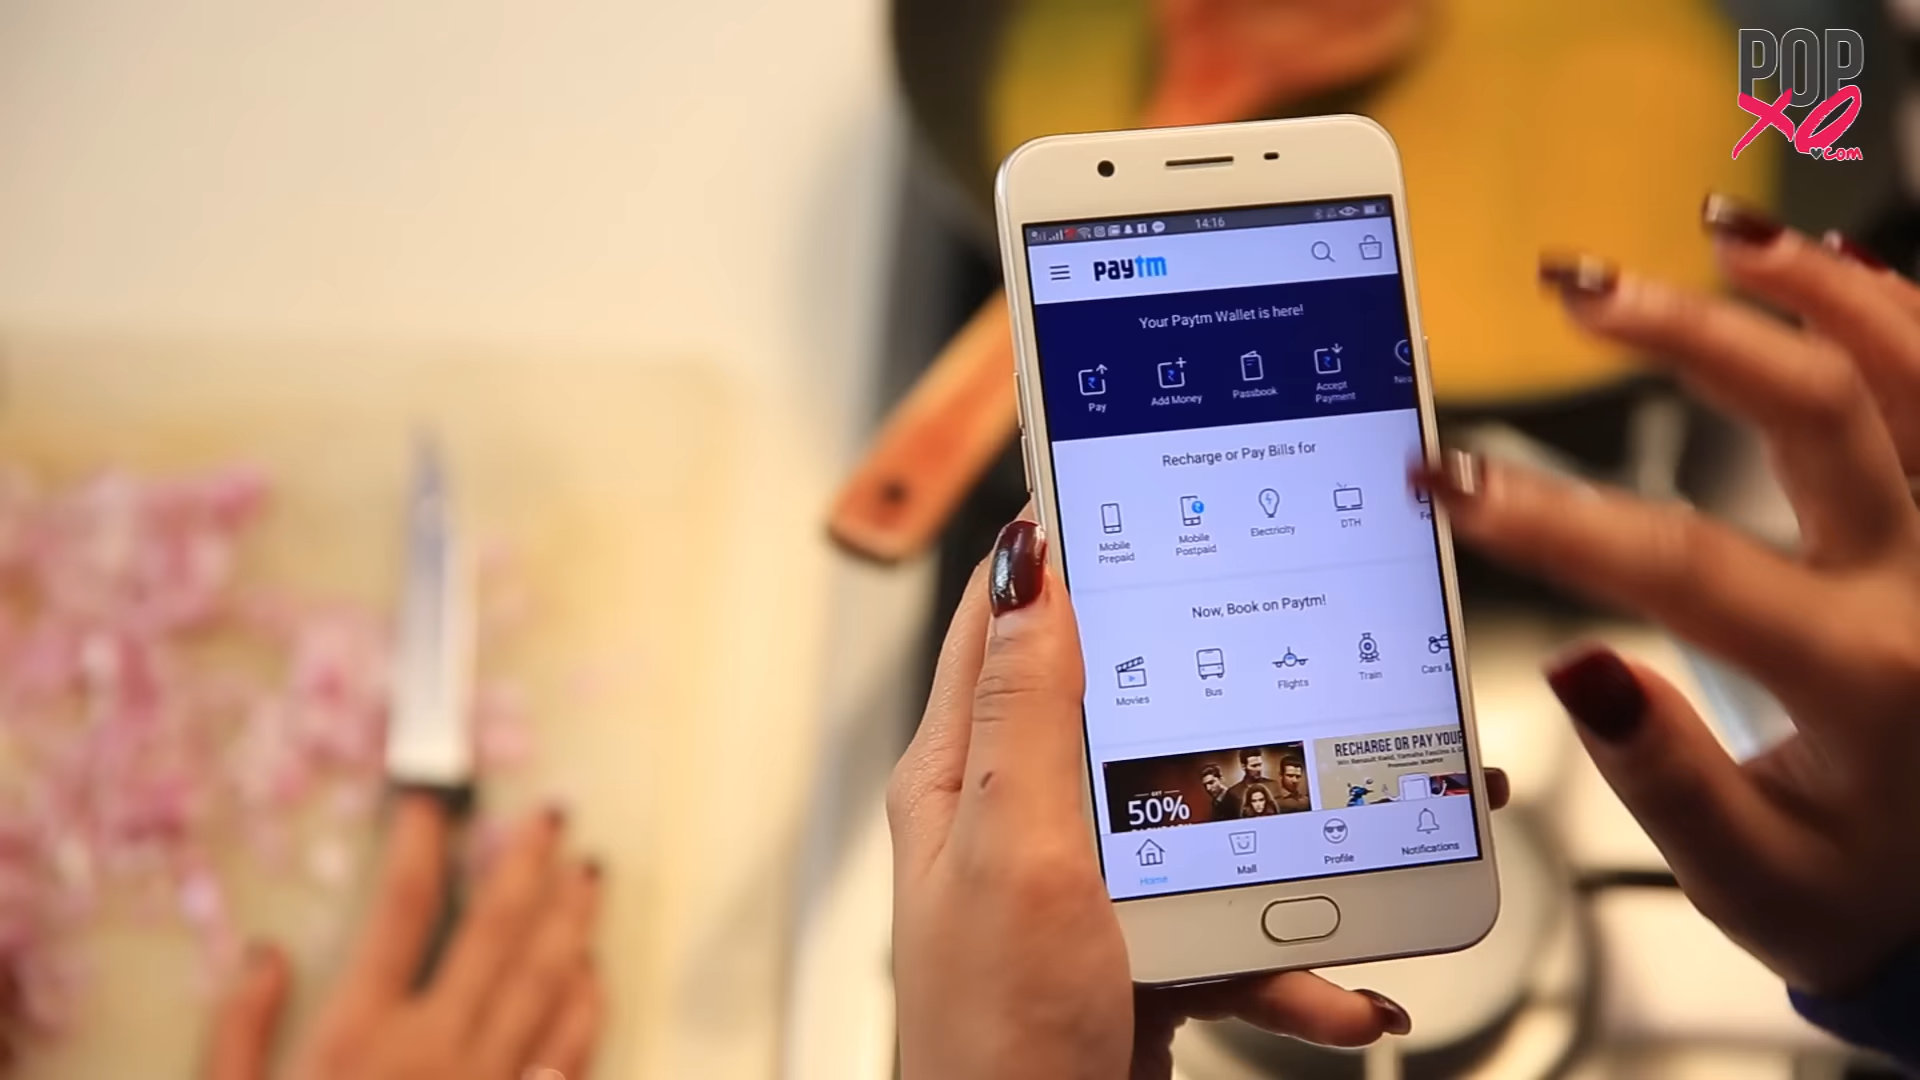 POP
XO
.com
14:16
paytm
Your Paytm Wallet is here!
Pay
Add Money
Passbook
Accept
Payment
Recharge or Pay Bills for
Mobile
Prepaid
Mobile
Postpaid
Electricity
DTH
Now, Book on Paytm!
Movies
Bus
Flights
Train
Cars &
GET
50%
RECHARGE OR PAY YOUR
Home
Mall
Profile
Notifications